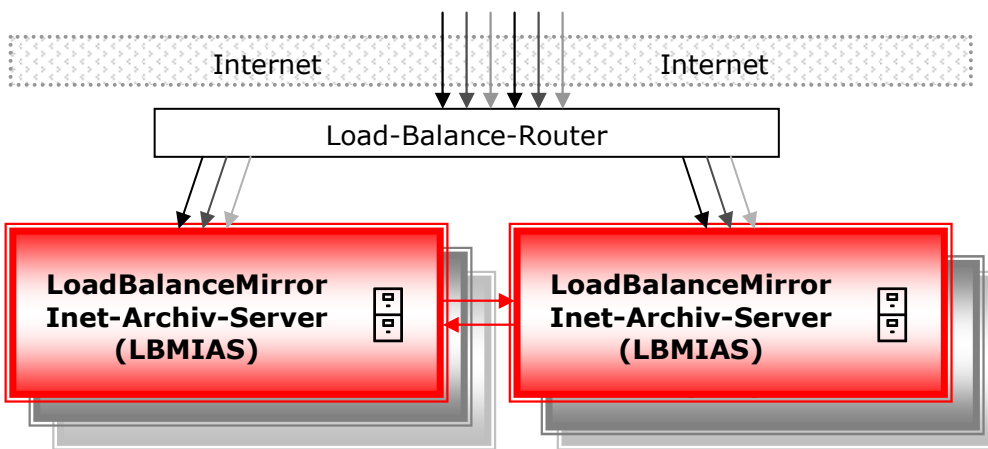 Internet
Internet
Load-Balance-Router
LoadBalanceMirror
Inet-Archiv-Server
(LBMIAS)
LoadBalanceMirror
Inet-Archiv-Server
(LBMIAS)